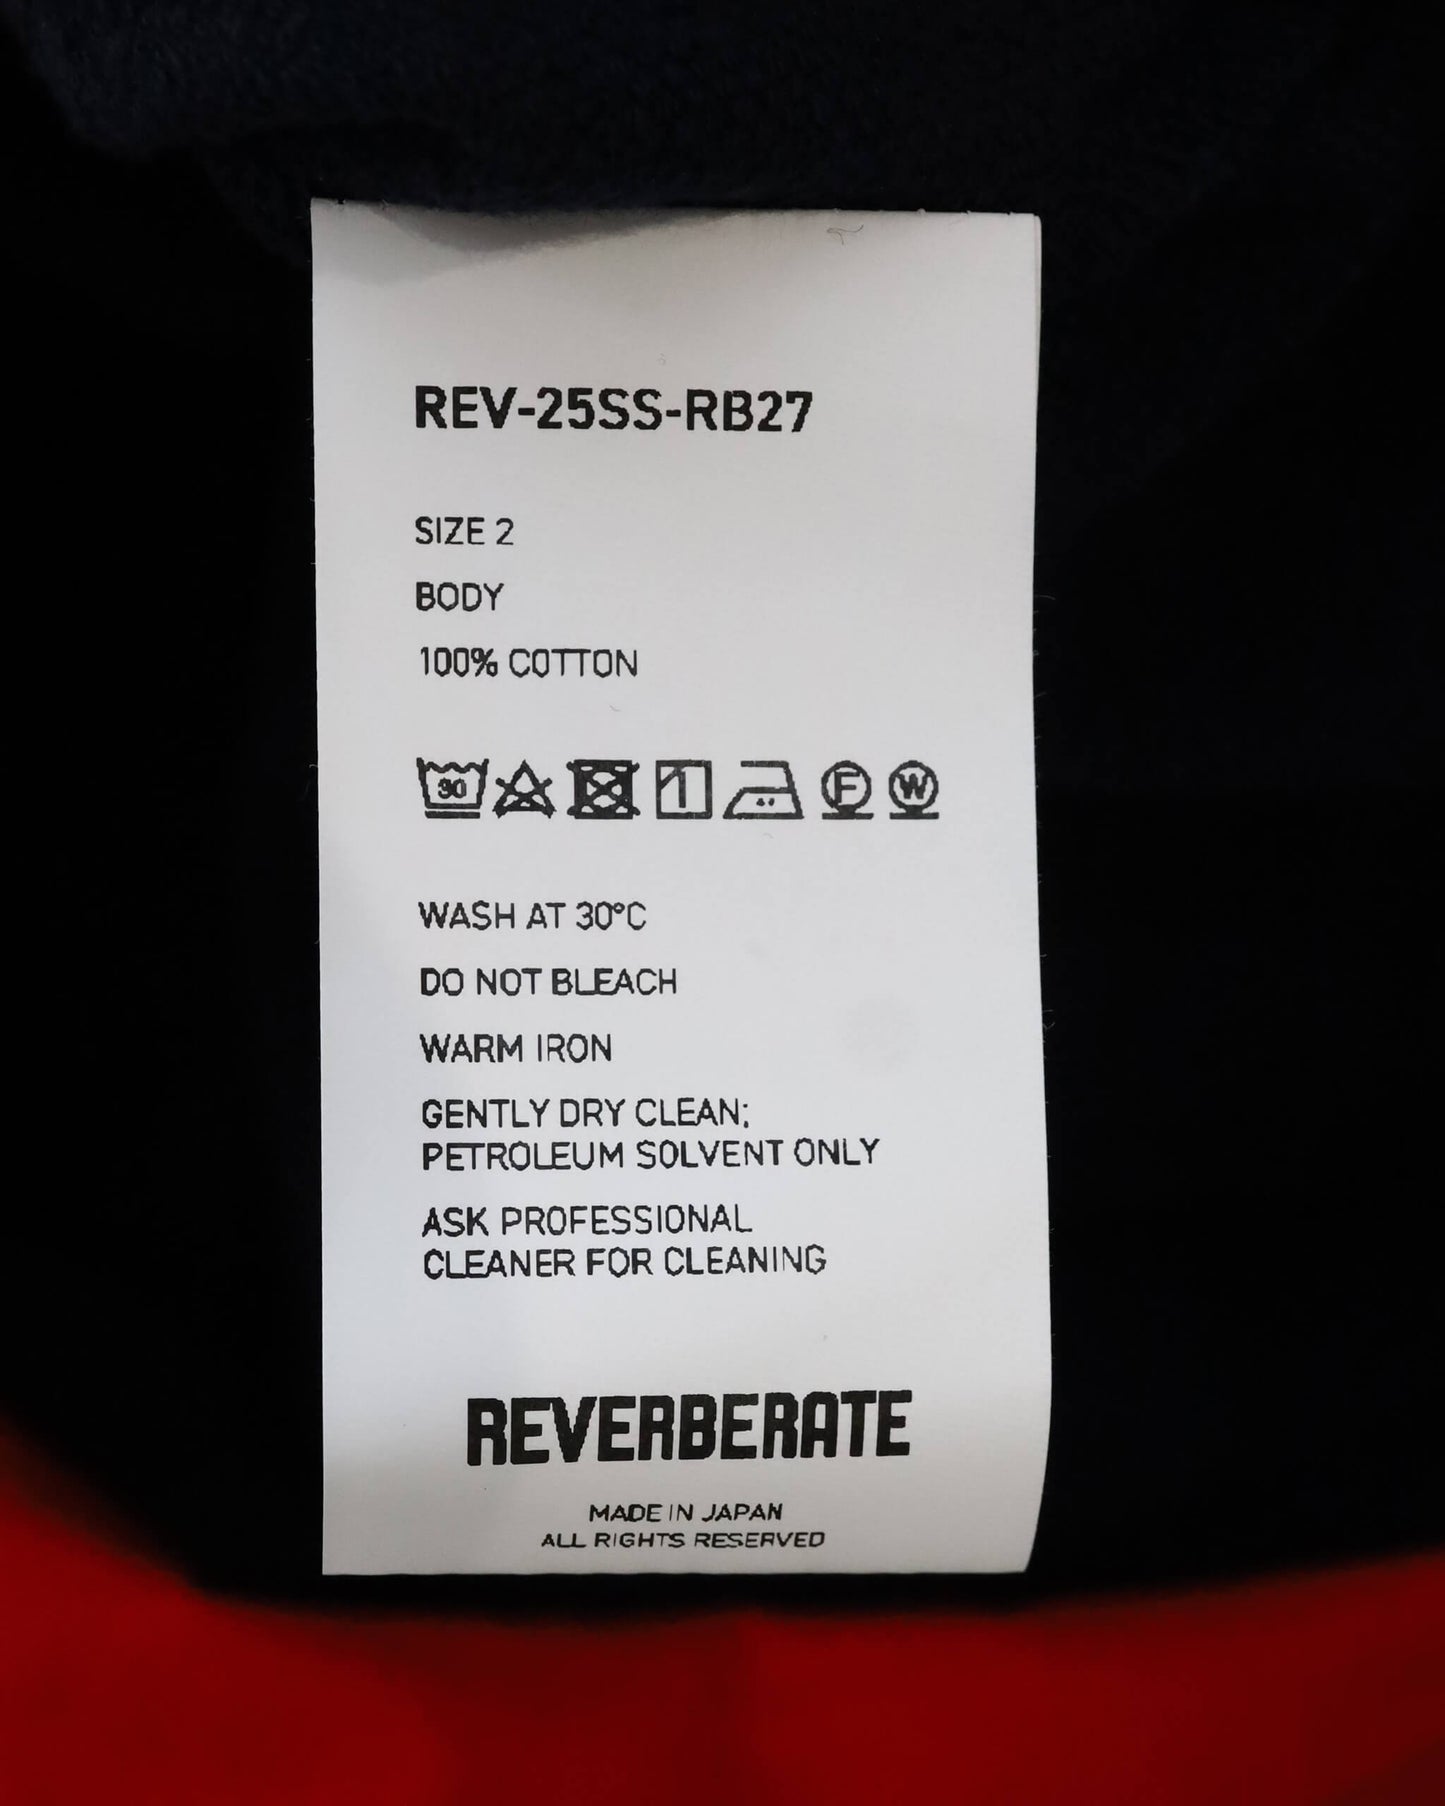 REV-25SS-RB27
SIZE 2
BODY
100% COTTON
30 F W
WASH AT 30°C
DO NOT BLEACH
WARM IRON
GENTLY DRY CLEAN;
PETROLEUM SOLVENT ONLY
ASK PROFESSIONAL
CLEANER FOR CLEANING
REVERBERATE
MADE IN JAPAN
ALL RIGHTS RESERVED